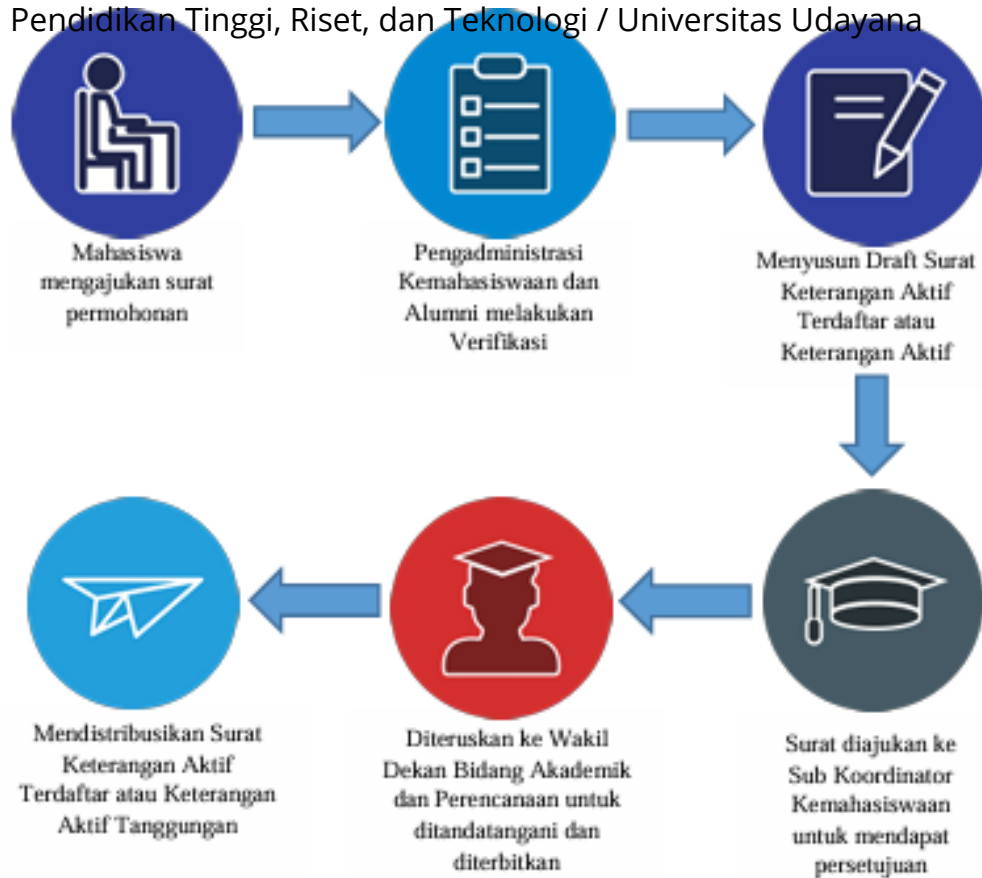 Pendidikan Tinggi, Riset, dan Teknologi / Universitas Udayana
Mahasiswa
mengajukan surat
permohonan
Pengadministrasi
Kemahasiswaan dan
Alumni melakukan
Verifikasi
Menyusun Draft Surat
Keterangan Aktif
Terdaftar atau
Keterangan Aktif
Surat diajukan ke
Sub Koordinator
Kemahasiswaan
untuk mendapat
persetujuan
Diteruskan ke Wakil
Dekan Bidang Akademik
dan Perencanaan untuk
ditandatangani dan
diterbitkan
Mendistribusikan Surat
Keterangan Aktif
Terdaftar atau Keterangan
Aktif Tanggungan